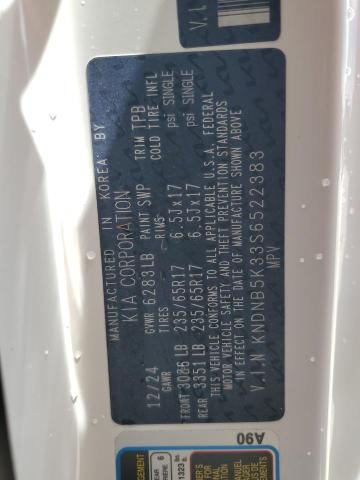 MANUFACTURED IN KOREA BY
KIA CORPORATION
12/24 GVWR 6283LB PAINT SWP TRIM TPB
GAWR TIRES RIMS COLD TIRE INFL
FRONT 3086LB 235/65R17 6.5Jx17 psi SINGLE
REAR 3351LB 235/65R17 6.5Jx17 psi SINGLE
THIS VEHICLE CONFORMS TO ALL APPLICABLE U.S.A. FEDERAL
MOTOR VEHICLE SAFETY AND THEFT PREVENTION STANDARDS
IN EFFECT ON THE DATE OF MANUFACTURE SHOWN ABOVE
V.I.N KNDNB5K33S6522383
MPV
V.I
A90